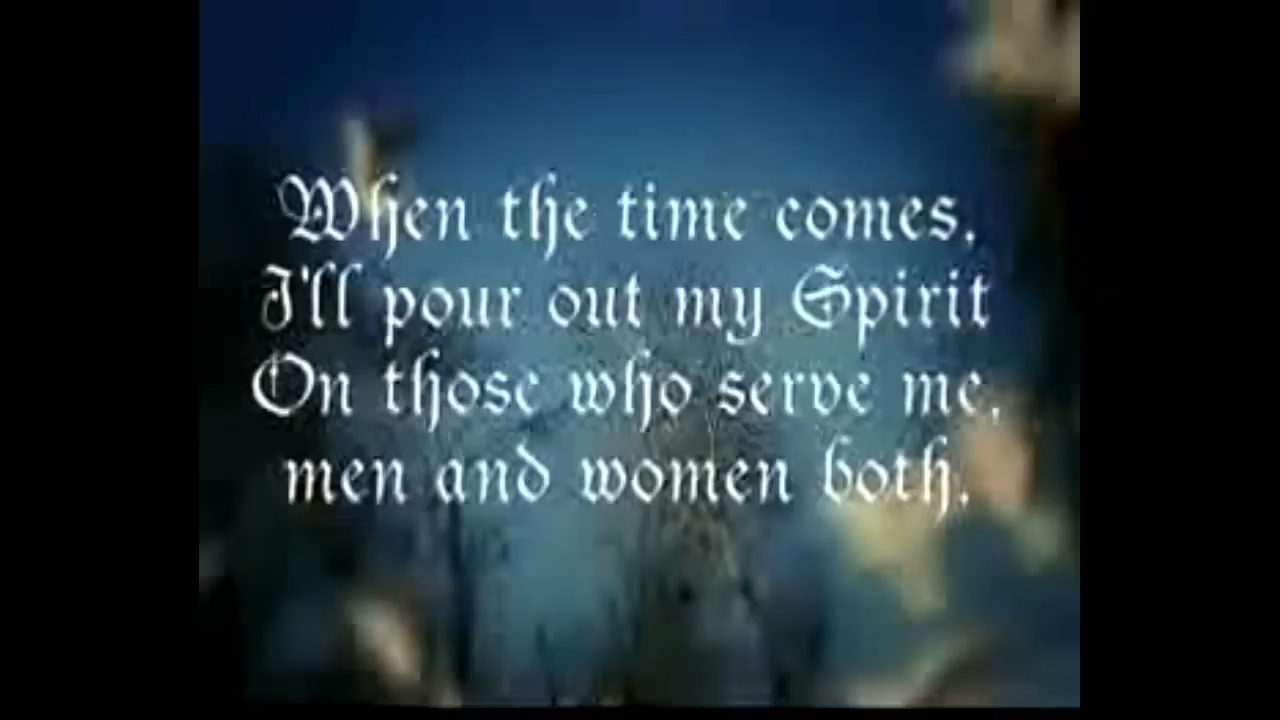 When the time comes,
I'll pour out my Spirit
On those who serve me,
men and women both.